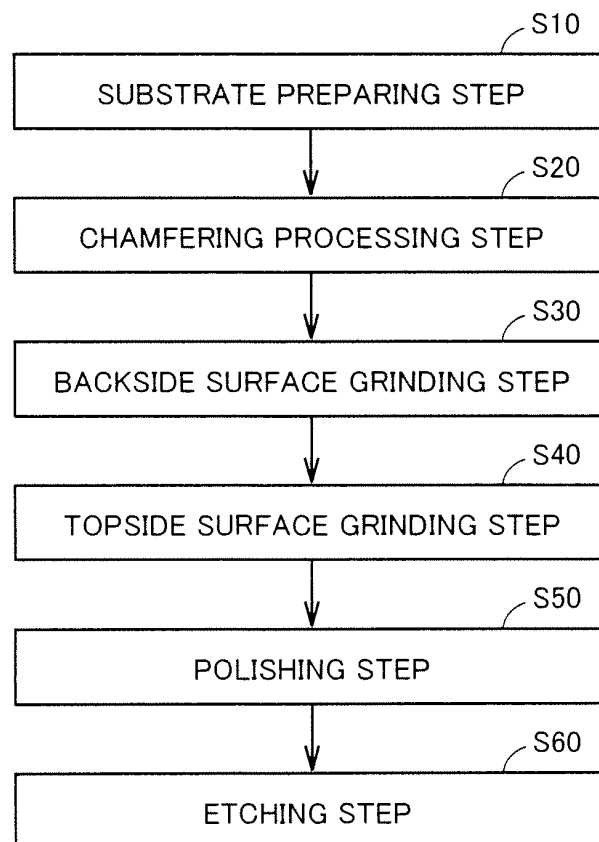 S10
SUBSTRATE PREPARING STEP
S20
CHAMFERING PROCESSING STEP
S30
BACKSIDE SURFACE GRINDING STEP
S40
TOPSIDE SURFACE GRINDING STEP
S50
POLISHING STEP
S60
ETCHING STEP